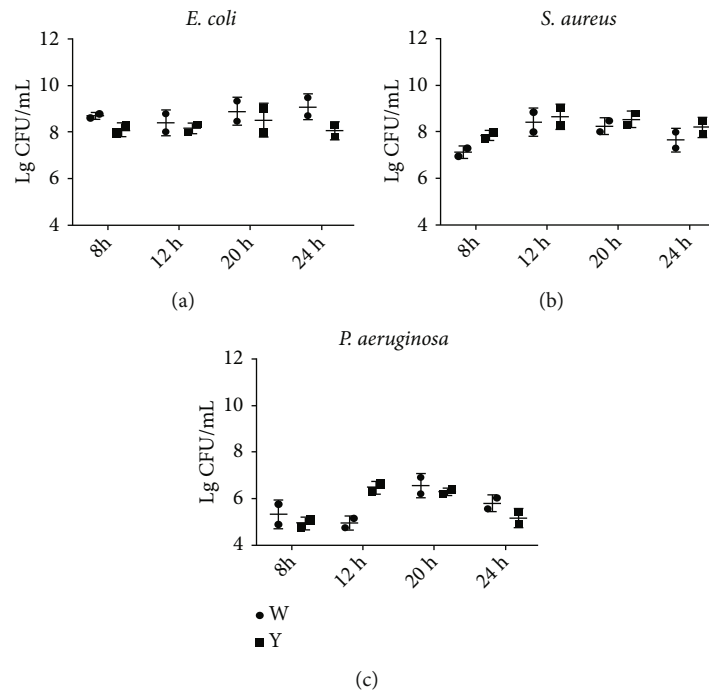 E. coli
12
10
8
6
4
Lg CFU/mL
8h
12 h
20 h
24 h
(a)
S. aureus
12
10
8
6
4
Lg CFU/mL
8h
12 h
20 h
24 h
(b)
P. aeruginosa
12
10
8
6
4
Lg CFU/mL
8h
12 h
20 h
24 h
W
Y
(c)